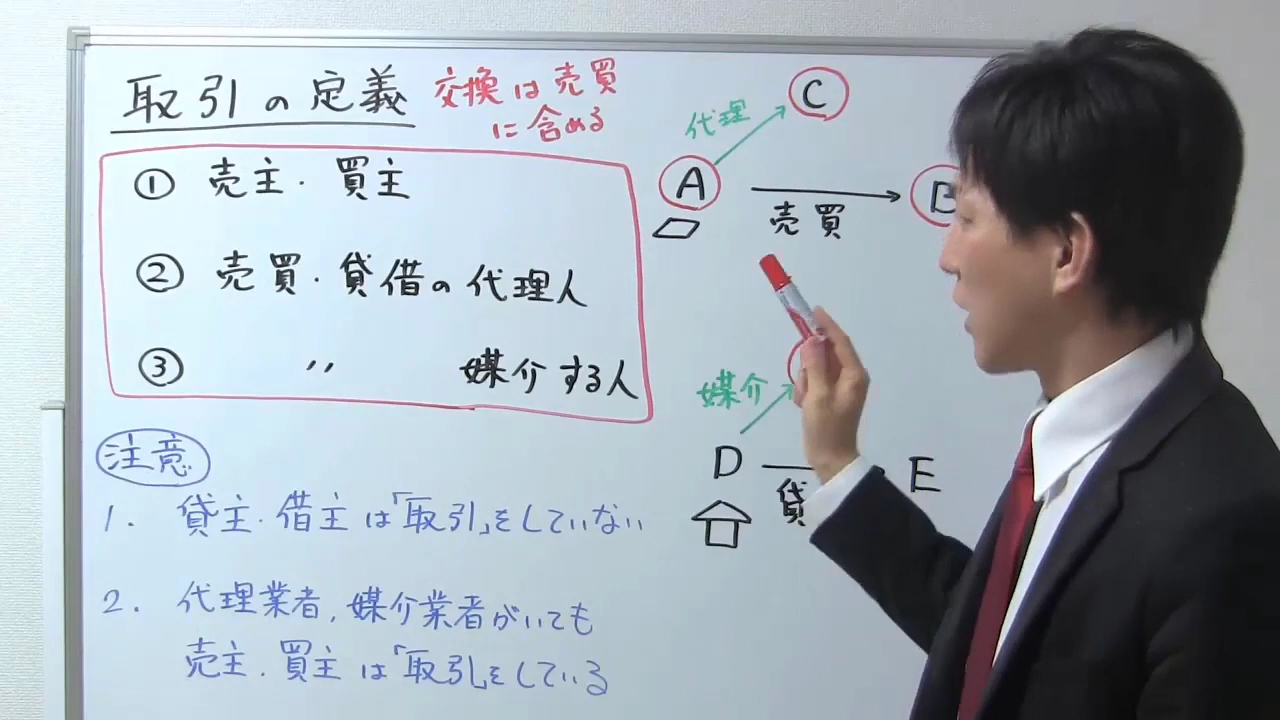 取引の定義
交換は売買
に含める
① 売主・買主
② 売買・貸借の代理人
③ 〃 媒介する人
注意
1. 貸主・借主は「取引」をしていない
2. 代理業者,媒介業者がいても
売主・買主は「取引」をしている
代理
C
A
売買
B
媒介
D
E
貸